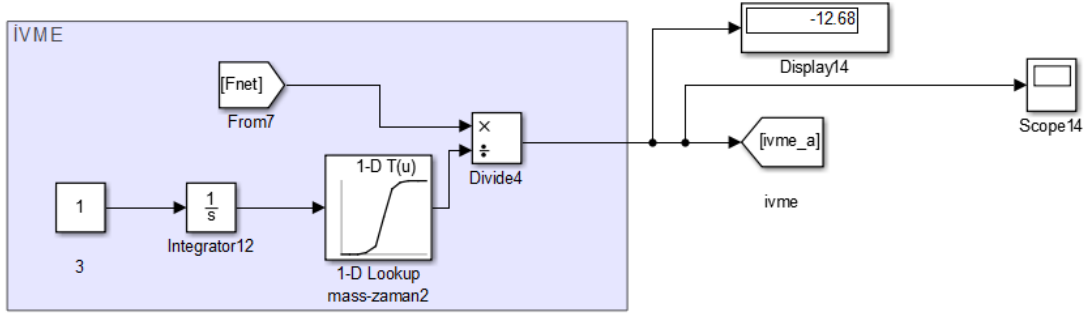 İVME
-12.68
Display14
[Fnet]
From7
Scope14
×
÷
Divide4
[ivme_a]
ivme
1-D T(u)
1
3
1
s
Integrator12
1-D Lookup
mass-zaman2